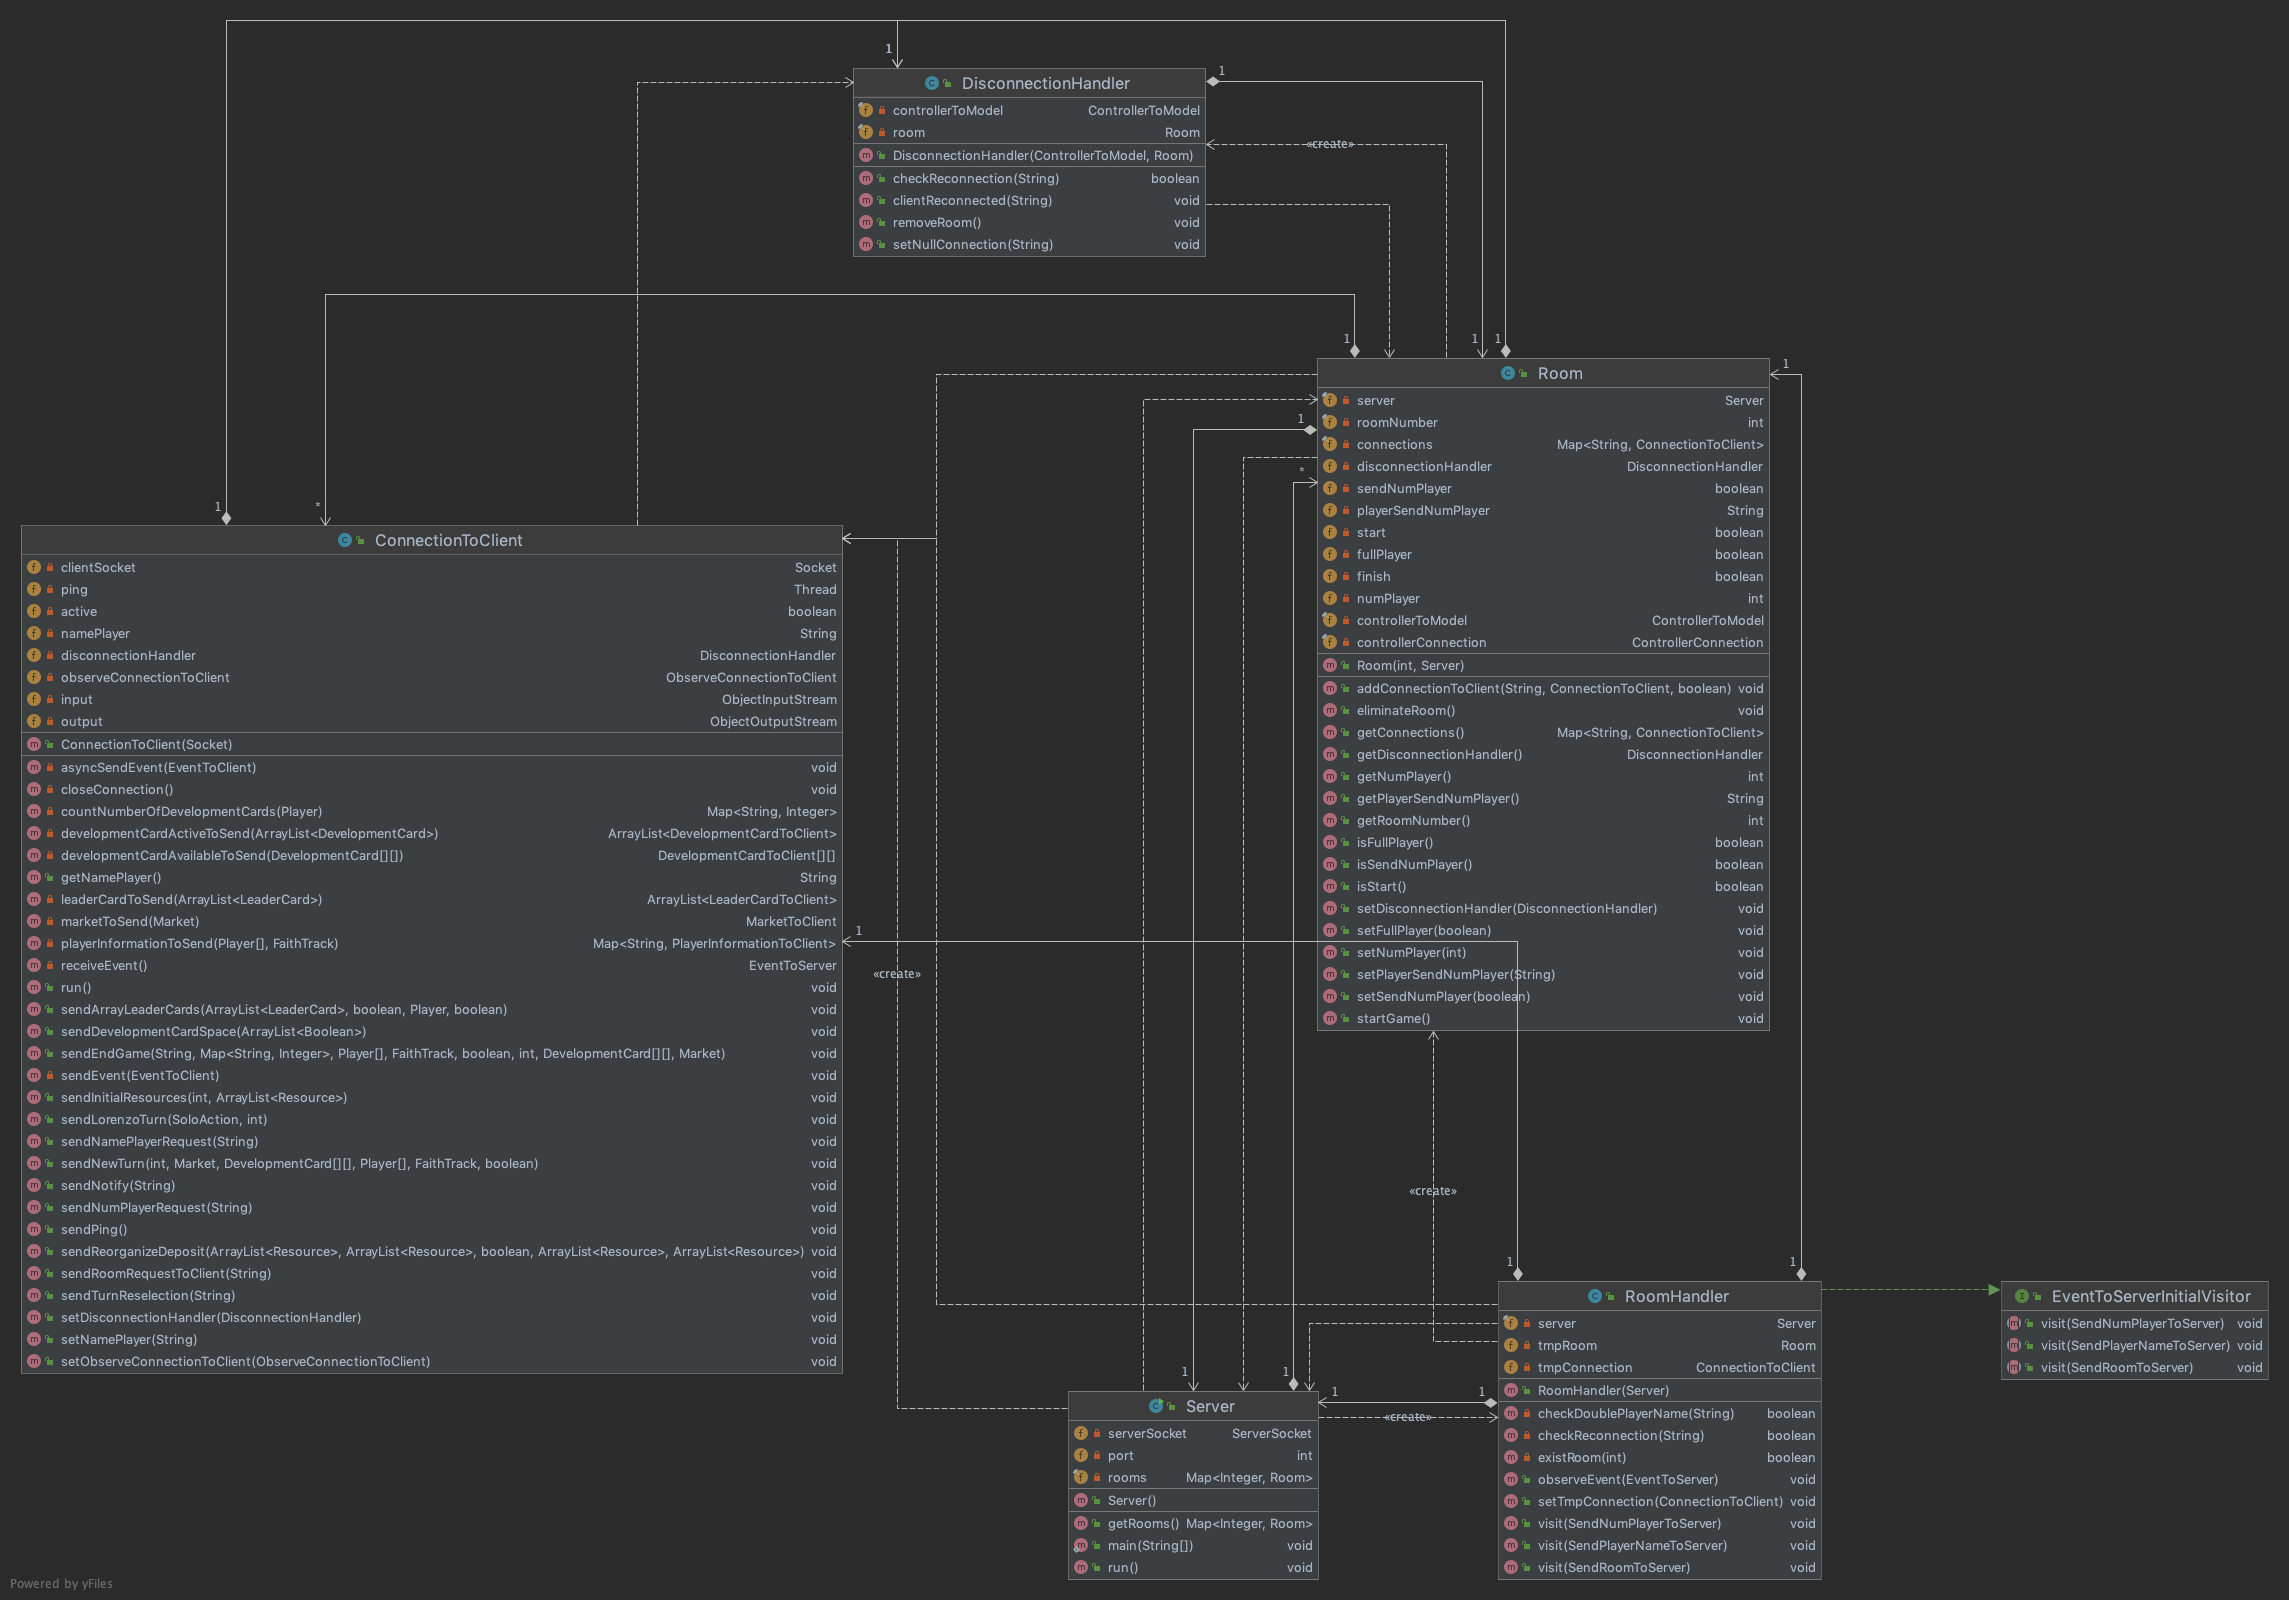 1
DisconnectionHandler
1
controllerToModel ControllerToModel
room Room
DisconnectionHandler(ControllerToModel, Room)
checkReconnection(String) boolean
clientReconnected(String) void
removeRoom() void
setNullConnection(String) void
«create»
1
1
1
Room
1
server Server
roomNumber int
connections Map<String, ConnectionToClient>
disconnectionHandler DisconnectionHandler
sendNumPlayer boolean
playerSendNumPlayer String
start boolean
fullPlayer boolean
finish boolean
numPlayer int
controllerToModel ControllerToModel
controllerConnection ControllerConnection
Room(int, Server)
addConnectionToClient(String, ConnectionToClient, boolean) void
eliminateRoom() void
getConnections() Map<String, ConnectionToClient>
getDisconnectionHandler() DisconnectionHandler
getNumPlayer() int
getPlayerSendNumPlayer() String
getRoomNumber() int
isFullPlayer() boolean
isSendNumPlayer() boolean
isStart() boolean
setDisconnectionHandler(DisconnectionHandler) void
setFullPlayer(boolean) void
setNumPlayer(int) void
setPlayerSendNumPlayer(String) void
setSendNumPlayer(boolean) void
startGame() void
1
*
1
*
ConnectionToClient
clientSocket Socket
ping Thread
active boolean
namePlayer String
disconnectionHandler DisconnectionHandler
observeConnectionToClient ObserveConnectionToClient
input ObjectInputStream
output ObjectOutputStream
ConnectionToClient(Socket)
asyncSendEvent(EventToClient) void
closeConnection() void
countNumberOfDevelopmentCards(Player) Map<String, Integer>
developmentCardActiveToSend(ArrayList<DevelopmentCard>) ArrayList<DevelopmentCardToClient>
developmentCardAvailableToSend(DevelopmentCard[][]) DevelopmentCardToClient[][]
getNamePlayer() String
leaderCardToSend(ArrayList<LeaderCard>) ArrayList<LeaderCardToClient>
marketToSend(Market) MarketToClient
playerInformationToSend(Player[], FaithTrack) Map<String, PlayerInformationToClient>
receiveEvent() EventToServer
run() void
sendArrayLeaderCards(ArrayList<LeaderCard>, boolean, Player, boolean) void
sendDevelopmentCardSpace(ArrayList<Boolean>) void
sendEndGame(String, Map<String, Integer>, Player[], FaithTrack, boolean, int, DevelopmentCard[][], Market) void
sendEvent(EventToClient) void
sendInitialResources(int, ArrayList<Resource>) void
sendLorenzoTurn(SoloAction, int) void
sendNamePlayerRequest(String) void
sendNewTurn(int, Market, DevelopmentCard[][], Player[], FaithTrack, boolean) void
sendNotify(String) void
sendNumPlayerRequest(String) void
sendPing() void
sendReorganizeDeposit(ArrayList<Resource>, ArrayList<Resource>, boolean, ArrayList<Resource>, ArrayList<Resource>) void
sendRoomRequestToClient(String) void
sendTurnReselection(String) void
setDisconnectionHandler(DisconnectionHandler) void
setNamePlayer(String) void
setObserveConnectionToClient(ObserveConnectionToClient) void
1
«create»
«create»
1
1
RoomHandler
server Server
tmpRoom Room
tmpConnection ConnectionToClient
RoomHandler(Server)
checkDoublePlayerName(String) boolean
checkReconnection(String) boolean
existRoom(int) boolean
observeEvent(EventToServer) void
setTmpConnection(ConnectionToClient) void
visit(SendNumPlayerToServer) void
visit(SendPlayerNameToServer) void
visit(SendRoomToServer) void
EventToServerInitialVisitor
visit(SendNumPlayerToServer) void
visit(SendPlayerNameToServer) void
visit(SendRoomToServer) void
1
1
1
1
«create»
Server
serverSocket ServerSocket
port int
rooms Map<Integer, Room>
Server()
getRooms() Map<Integer, Room>
main(String[]) void
run() void
Powered by yFiles